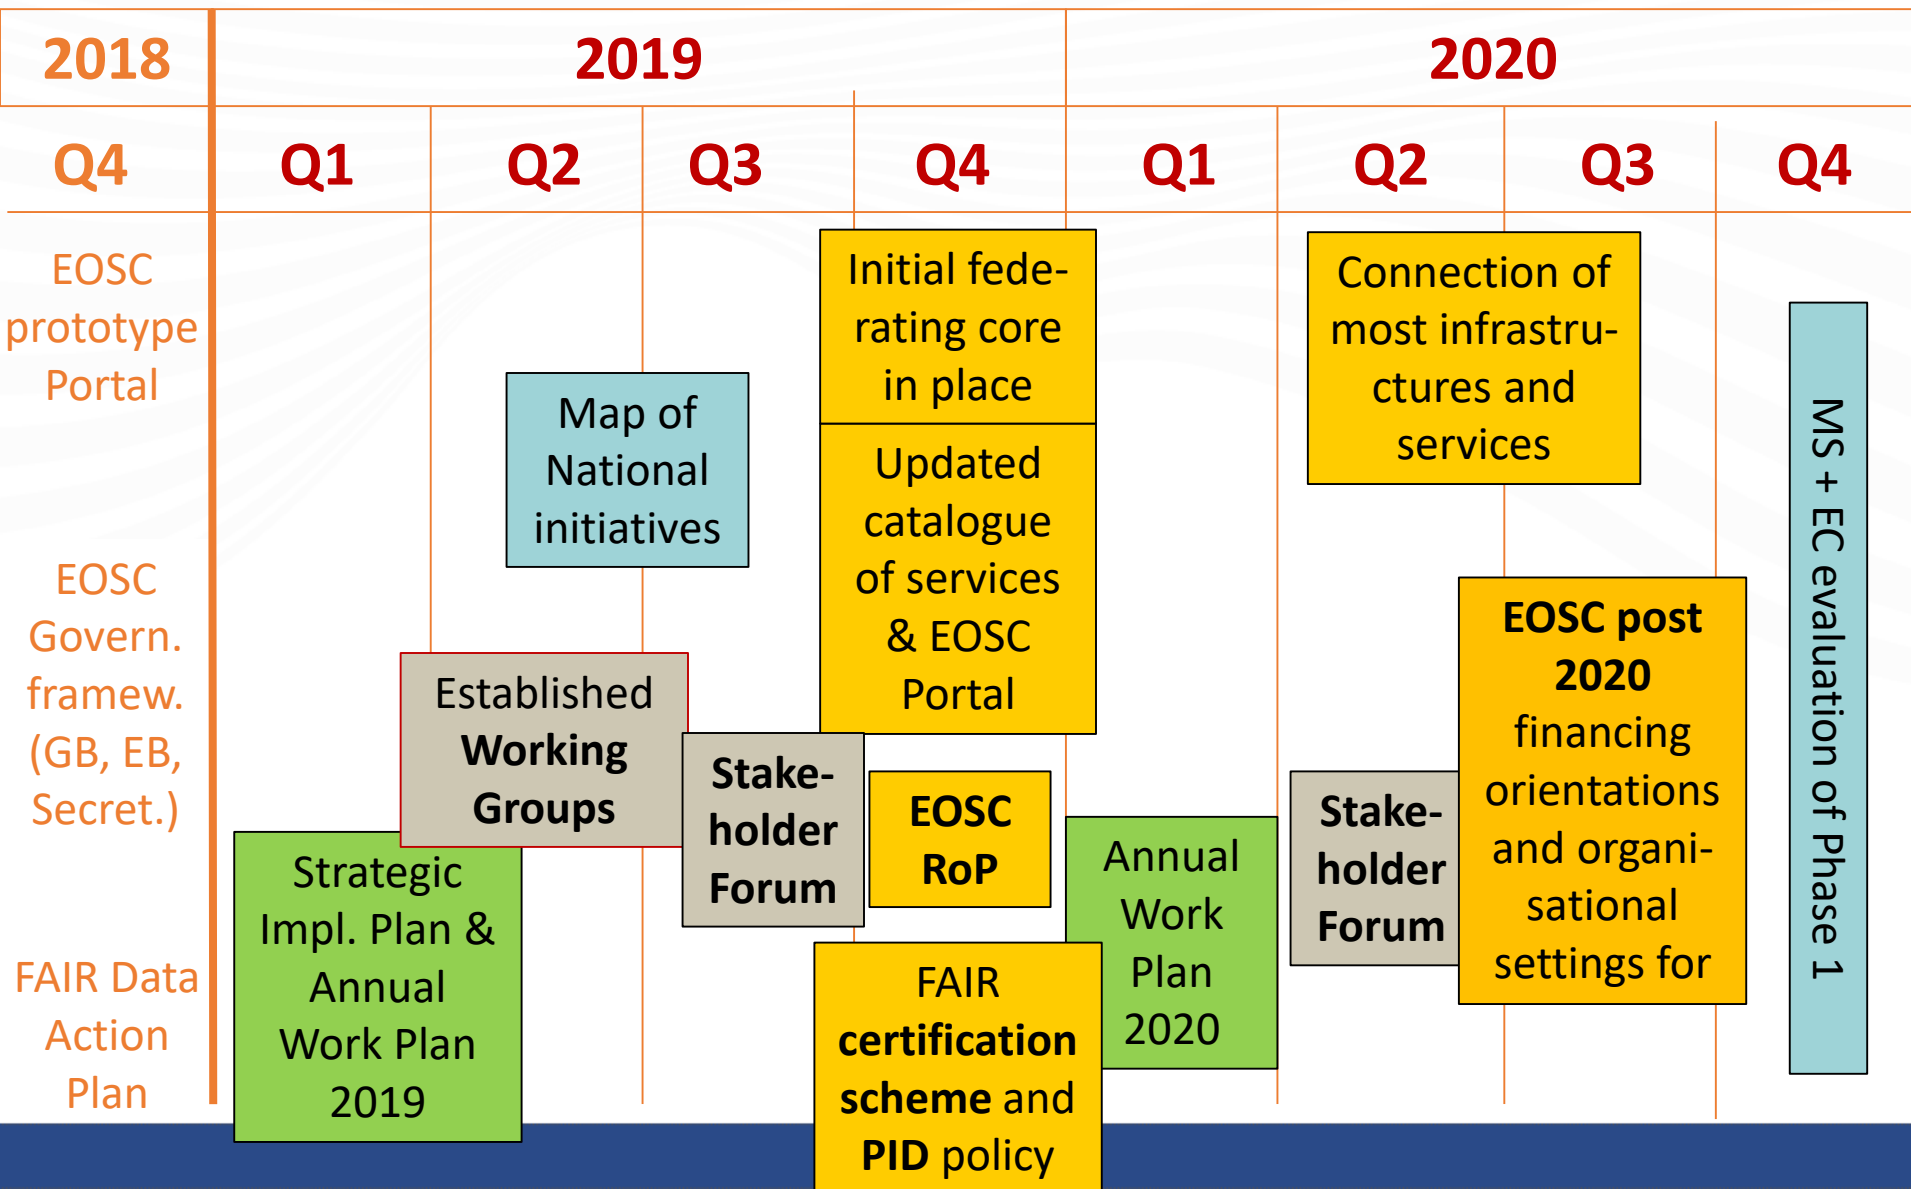 2018
2019
2020
Q4
Q1
Q2
Q3
Q4
Q1
Q2
Q3
Q4
EOSC
prototype
Portal
EOSC
Govern.
framew.
(GB, EB,
Secret.)
FAIR Data
Action
Plan
Strategic
Impl. Plan &
Annual
Work Plan
2019
Established
Working
Groups
Map of
National
initiatives
Stake-
holder
Forum
Initial fede-
rating core
in place
Updated
catalogue
of services
& EOSC
Portal
EOSC
RoP
FAIR
certification
scheme and
PID policy
Annual
Work
Plan
2020
Connection of
most infrastru-
ctures and
services
Stake-
holder
Forum
EOSC post
2020
financing
orientations
and organi-
sational
settings for
MS + EC evaluation of Phase 1